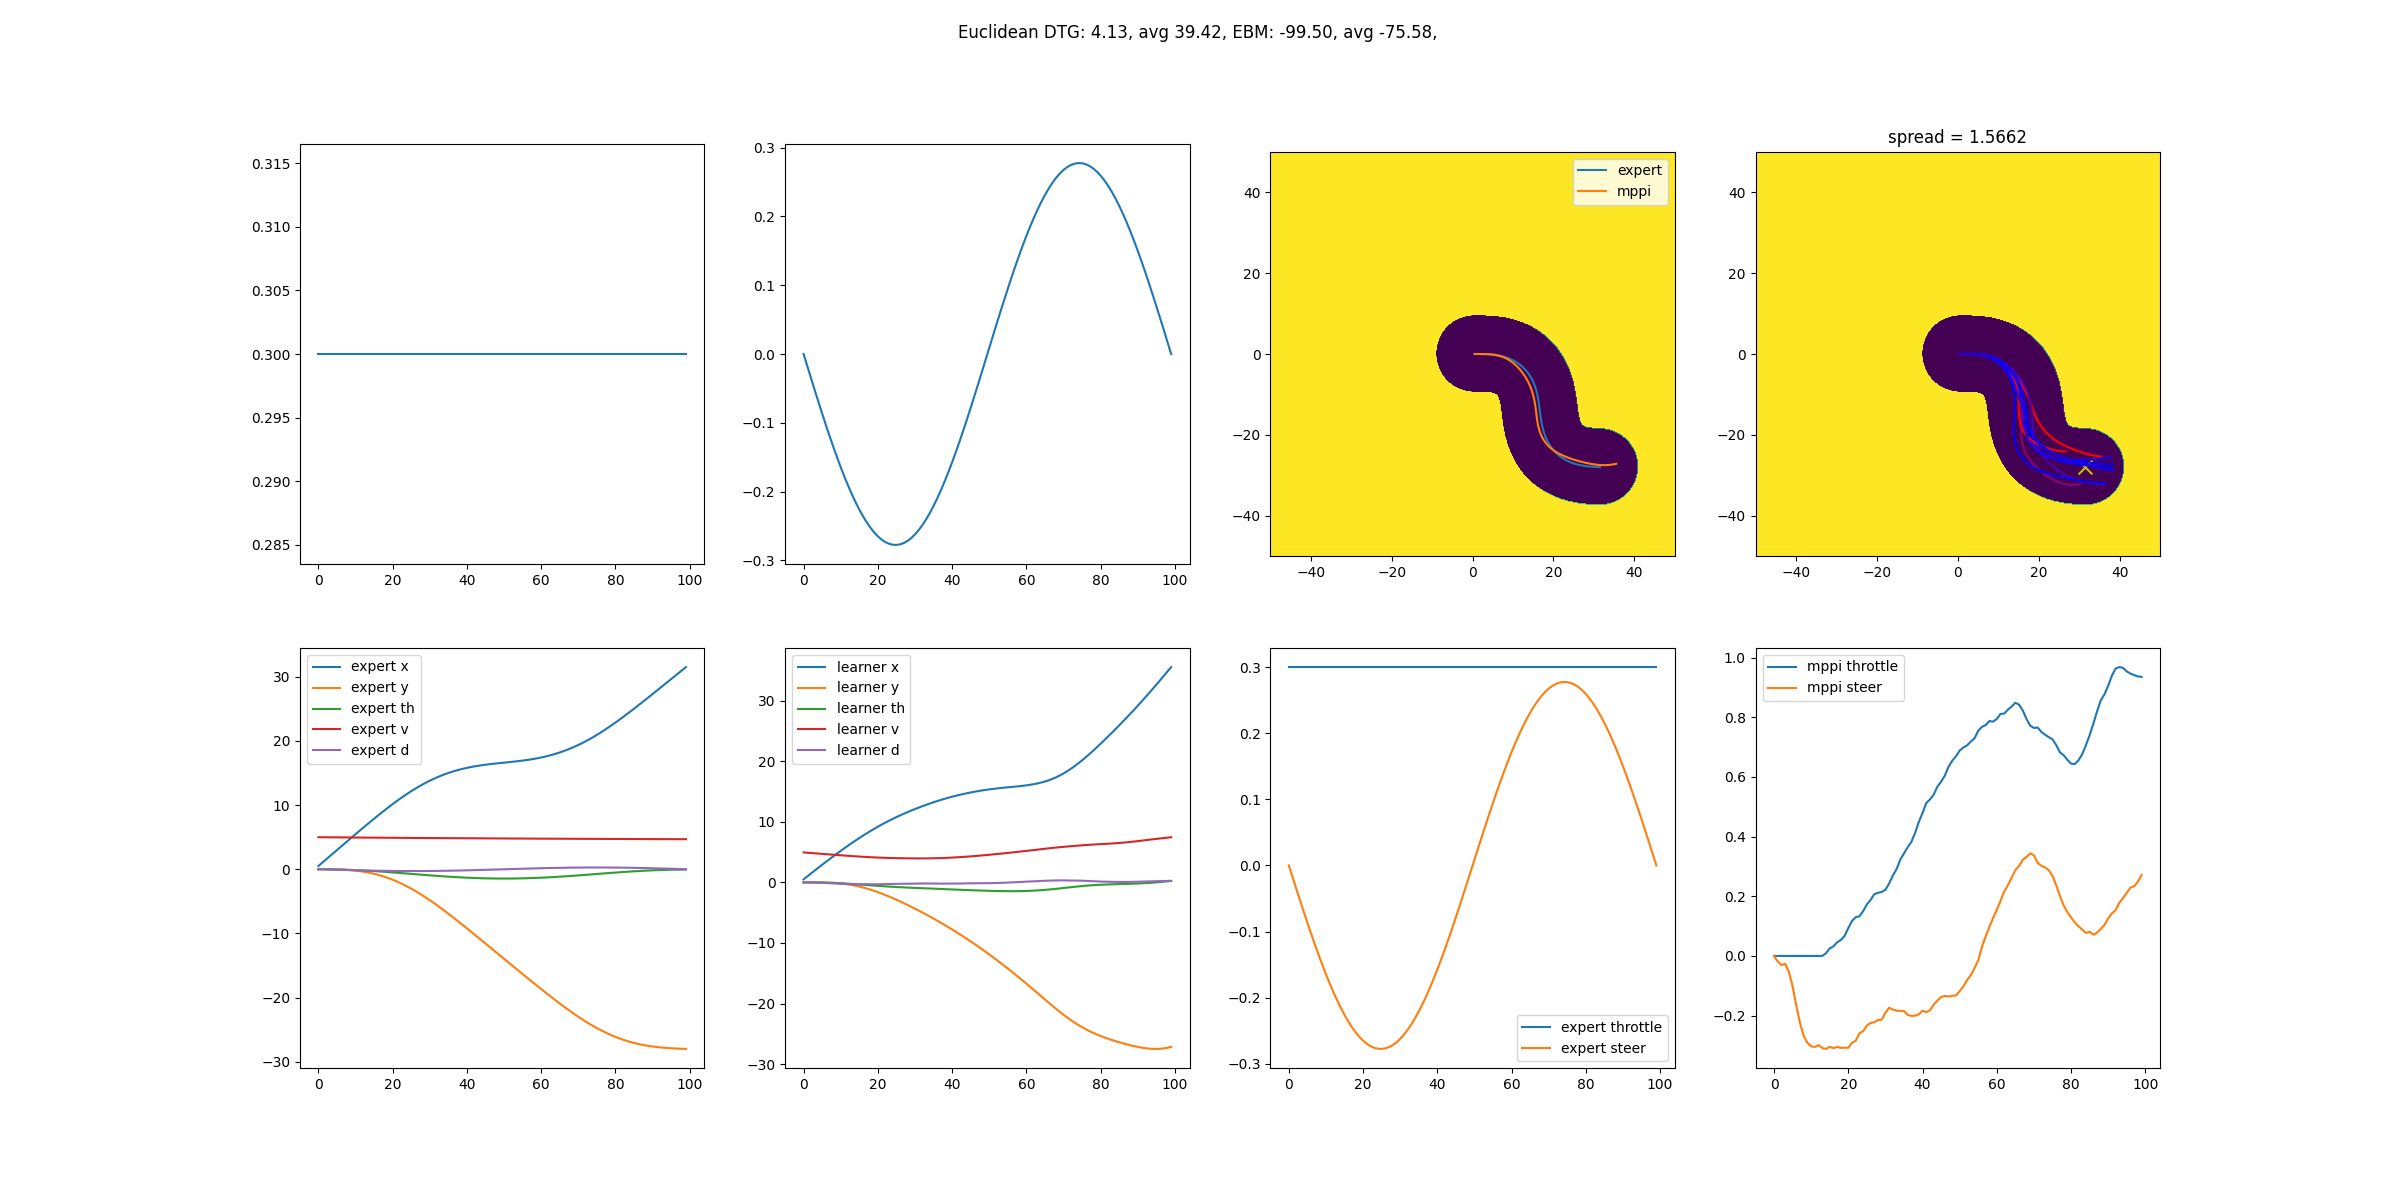 Euclidean DTG: 4.13, avg 39.42, EBM: -99.50, avg -75.58,
0.315
0.310
0.305
0.300
0.295
0.290
0.285
0 20 40 60 80 100
0.3
0.2
0.1
0.0
−0.1
−0.2
−0.3
0 20 40 60 80 100
expert
mppi
40
20
0
−20
−40
−40 −20 0 20 40
spread = 1.5662
40
20
0
−20
−40
−40 −20 0 20 40
expert x
expert y
expert th
expert v
expert d
30
20
10
0
−10
−20
−30
0 20 40 60 80 100
learner x
learner y
learner th
learner v
learner d
30
20
10
0
−10
−20
−30
0 20 40 60 80 100
0.3
0.2
0.1
0.0
−0.1
−0.2
−0.3
expert throttle
expert steer
0 20 40 60 80 100
mppi throttle
mppi steer
1.0
0.8
0.6
0.4
0.2
0.0
−0.2
0 20 40 60 80 100